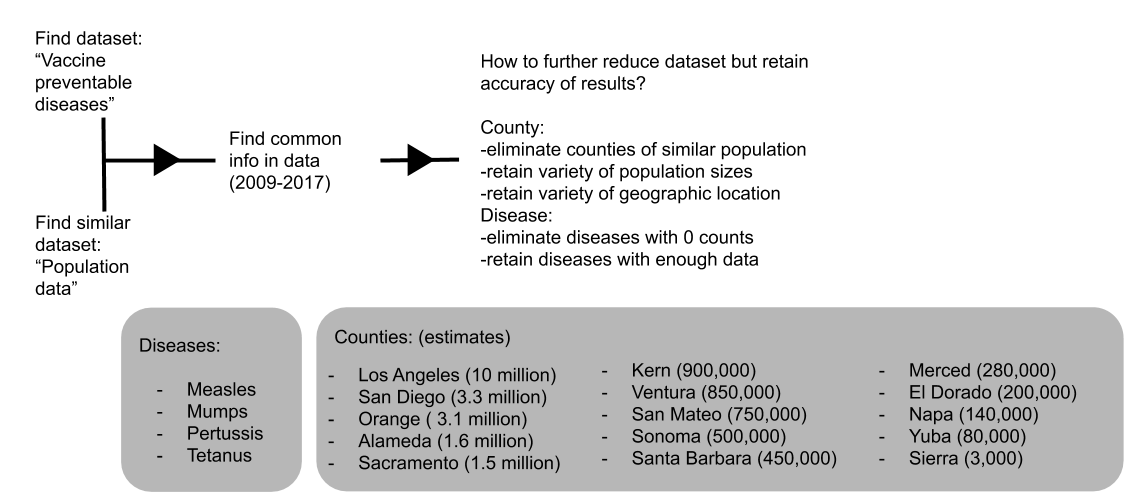 Find dataset:
“Vaccine
preventable
diseases”
Find similar
dataset:
“Population
data”
Find common
info in data
(2009-2017)
How to further reduce dataset but retain
accuracy of results?
County:
-eliminate counties of similar population
-retain variety of population sizes
-retain variety of geographic location
Disease:
-eliminate diseases with 0 counts
-retain diseases with enough data
Diseases:
- Measles
- Mumps
- Pertussis
- Tetanus
Counties: (estimates)
- Los Angeles (10 million)
- San Diego (3.3 million)
- Orange ( 3.1 million)
- Alameda (1.6 million)
- Sacramento (1.5 million)
- Kern (900,000)
- Ventura (850,000)
- San Mateo (750,000)
- Sonoma (500,000)
- Santa Barbara (450,000)
- Merced (280,000)
- El Dorado (200,000)
- Napa (140,000)
- Yuba (80,000)
- Sierra (3,000)